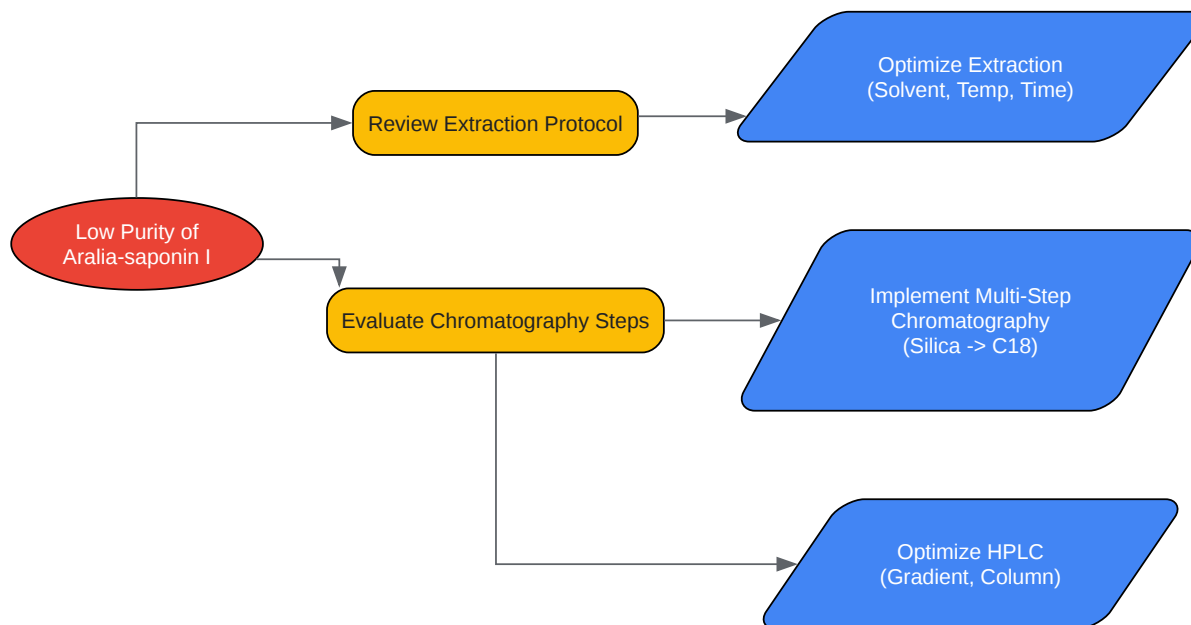 Optimize Extraction
(Solvent, Temp, Time)
Review Extraction Protocol
Low Purity of
Aralia-saponin I
Evaluate Chromatography Steps
Implement Multi-Step
Chromatography
(Silica -> C18)
Optimize HPLC
(Gradient, Column)